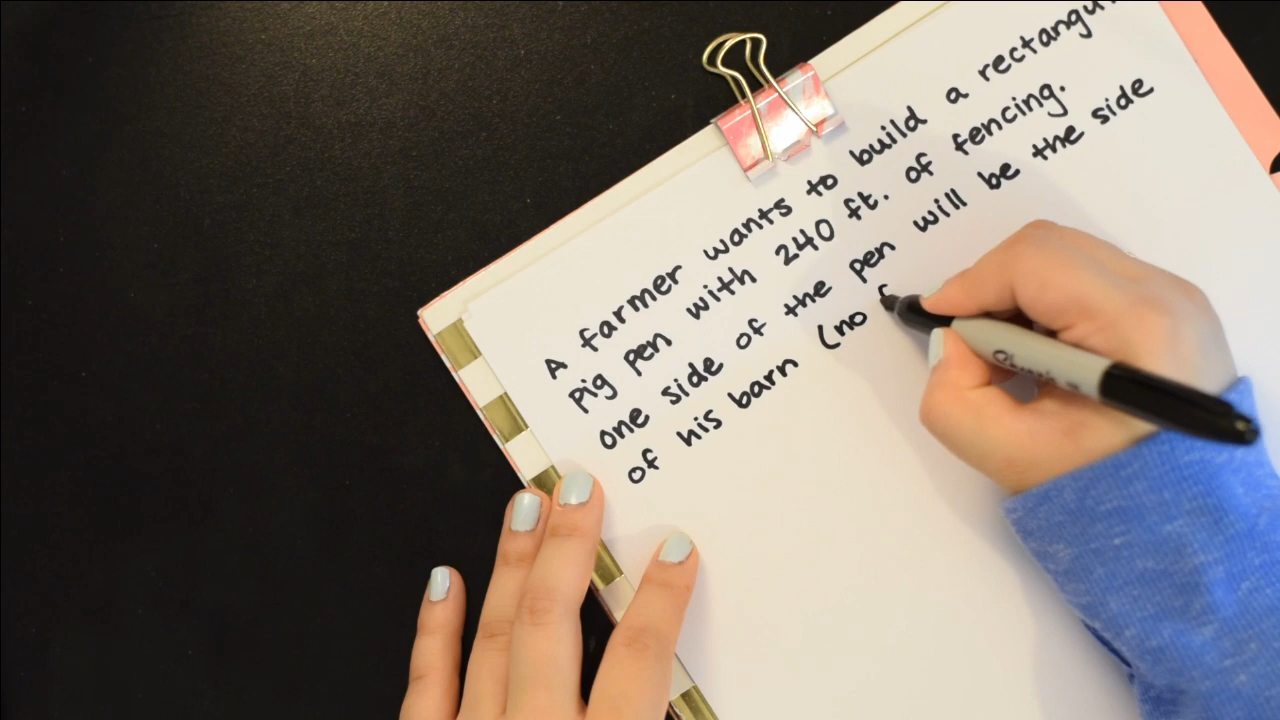 A farmer wants to build a rectangu
pig pen with 240 ft. of fencing.
one side of the pen will be the side
of his barn (no f